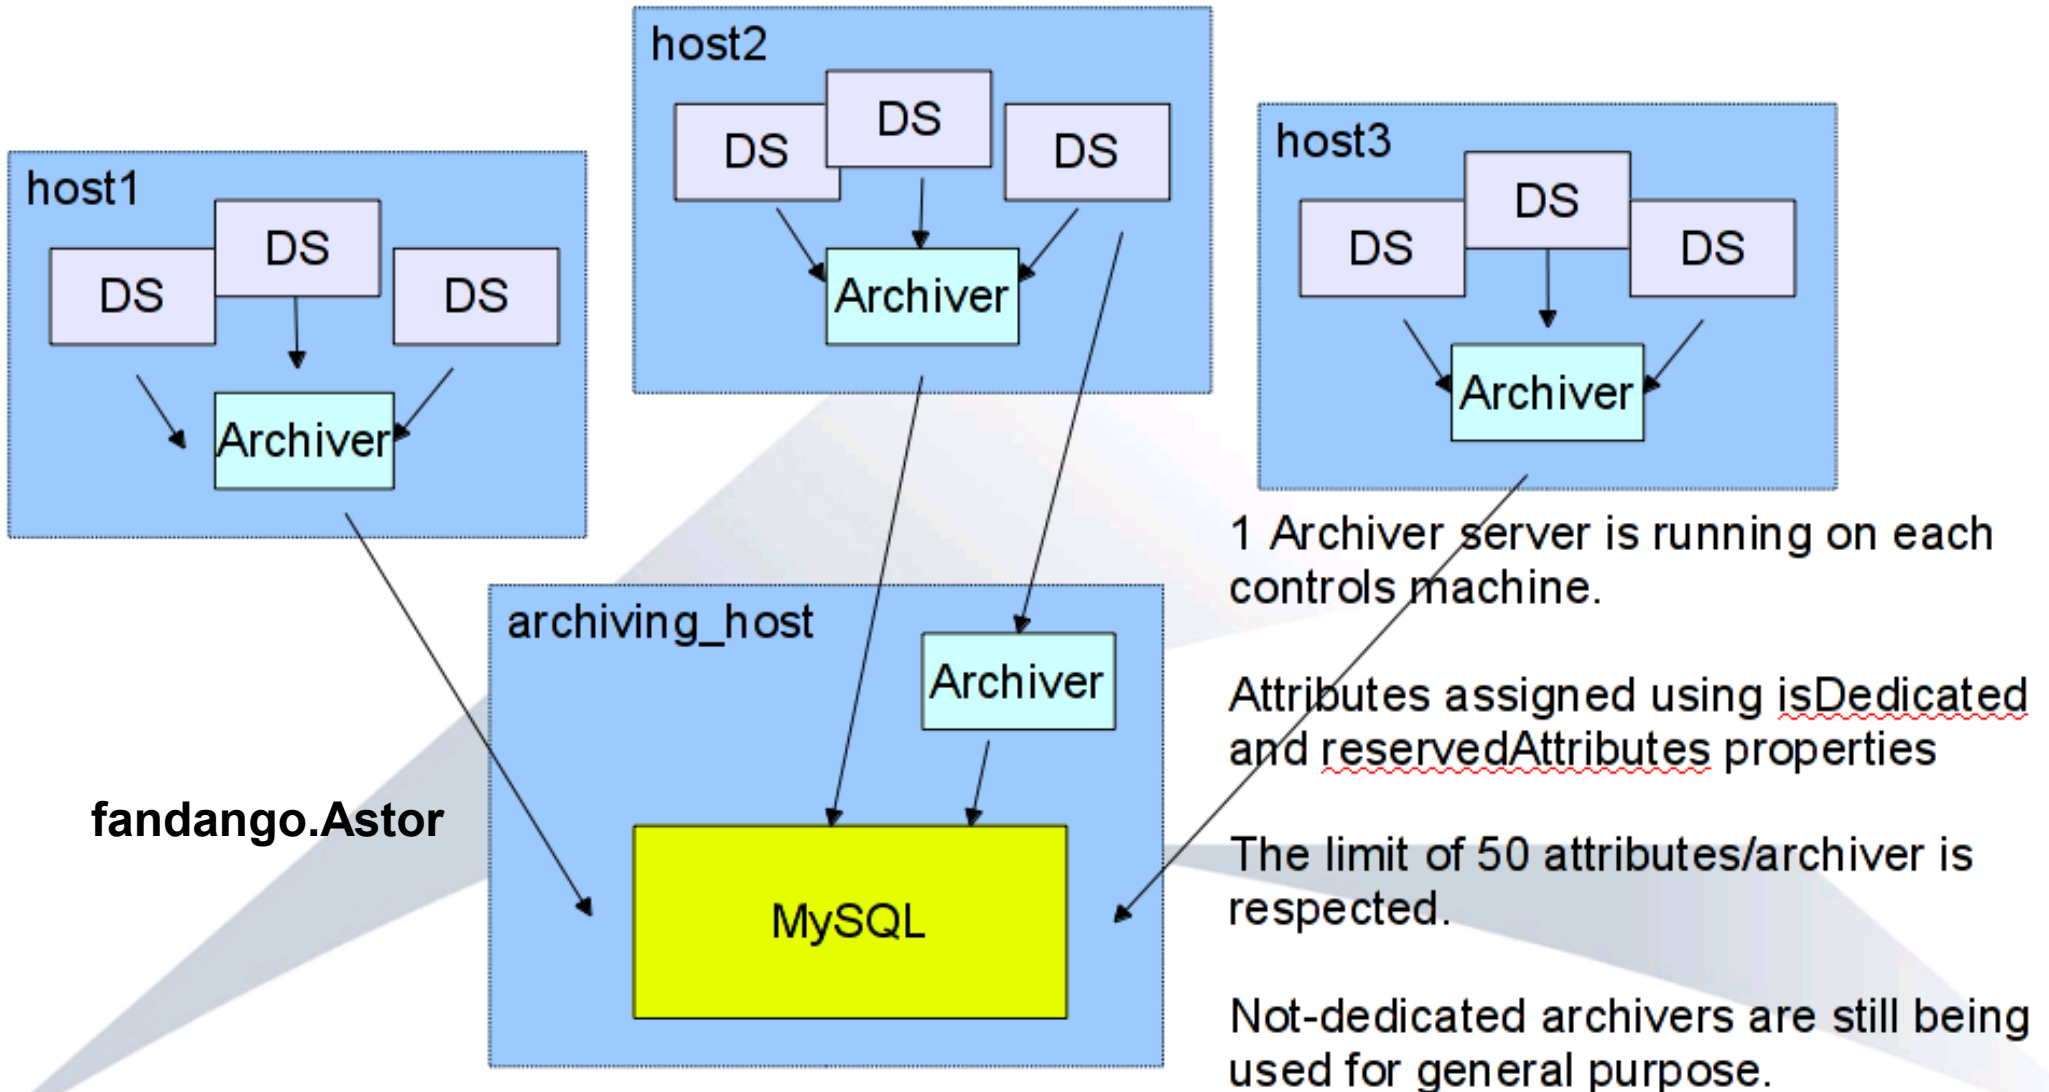 host2
DS
DS
DS
Archiver
host1
DS
DS
DS
Archiver
host3
DS
DS
DS
Archiver
archiving_host
Archiver
MySQL
fandango.Astor
1 Archiver server is running on each
controls machine.
Attributes assigned using isDedicated
and reservedAttributes properties
The limit of 50 attributes/archiver is
respected.
Not-dedicated archivers are still being
used for general purpose.